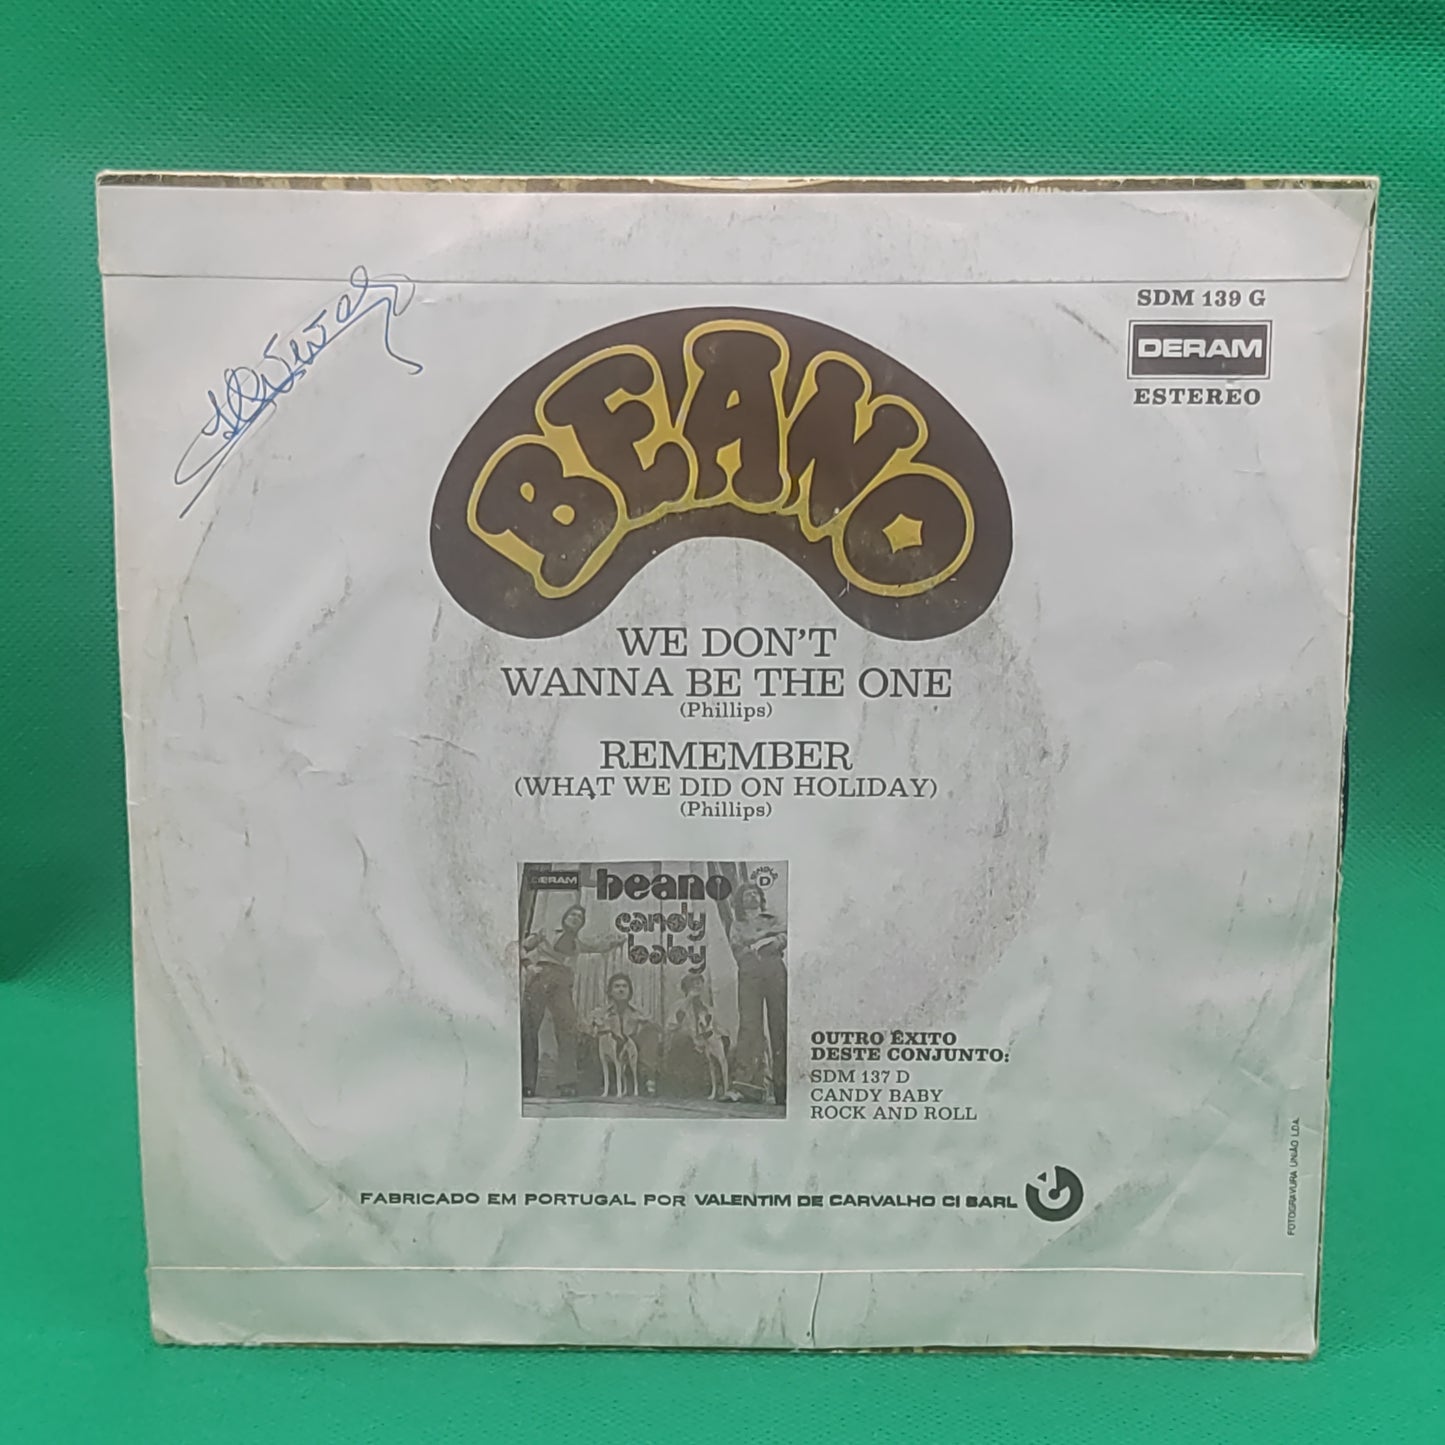 SDM 139 G
DERAM
ESTEREO
BEANO
WE DON'T
WANNA BE THE ONE
(Phillips)
REMEMBER
(WHAT WE DID ON HOLIDAY)
(Phillips)
DERAM
beano
candy
baby
SINGLE
D
OUTRO ÊXITO
DESTE CONJUNTO:
SDM 137 D
CANDY BABY
ROCK AND ROLL
FABRICADO EM PORTUGAL POR VALENTIM DE CARVALHO CI SARL
FOTOGRAVURA UNIÃO LDA.